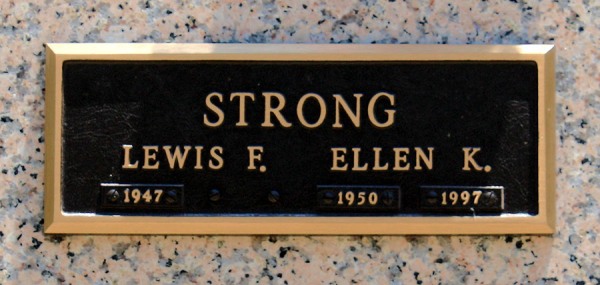 STRONG
LEWIS F. ELLEN K.
1947 1950 1997